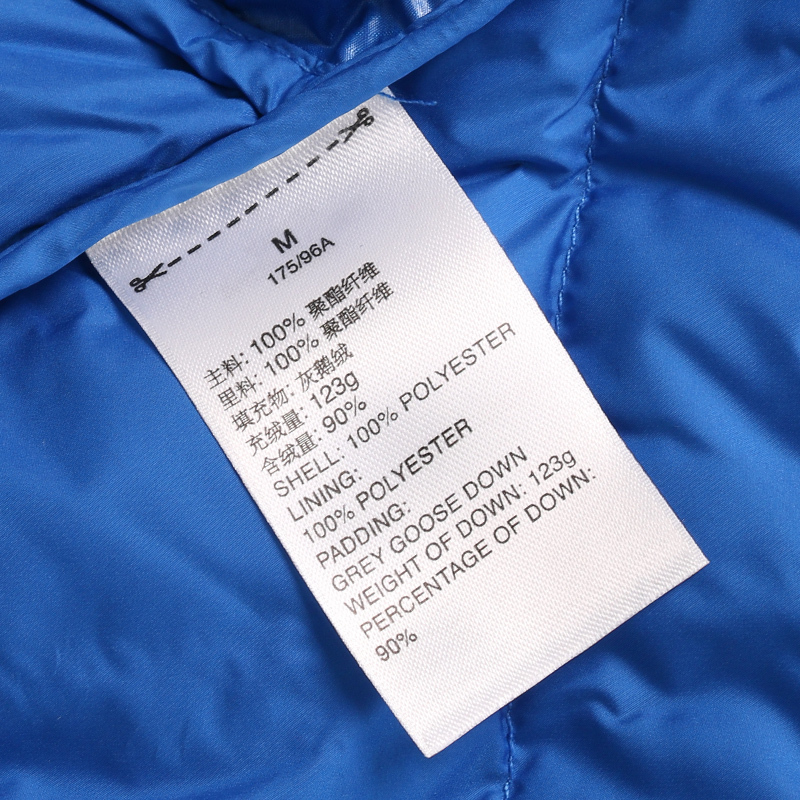 M
175/96A
主料: 100% 聚酯纤维
里料: 100% 聚酯纤维
填充物: 灰鹅绒
充绒量: 123g
含绒量: 90%
SHELL: 100% POLYESTER
LINING:
100% POLYESTER
PADDING:
GREY GOOSE DOWN
WEIGHT OF DOWN: 123g
PERCENTAGE OF DOWN:
90%